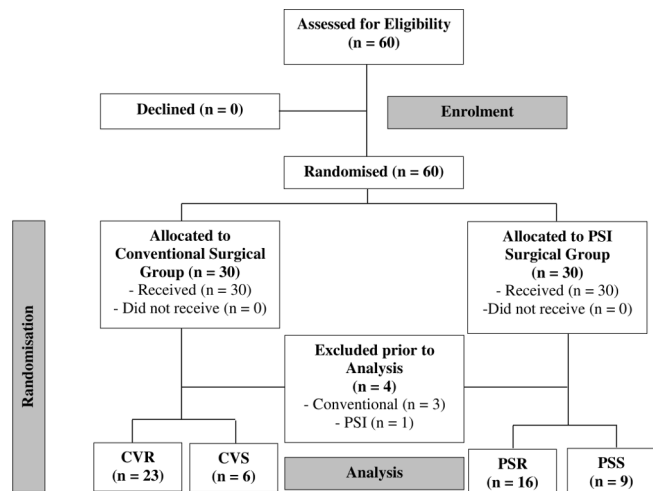 Assessed for Eligibility
(n = 60)
Declined (n = 0)
Enrolment
Randomised (n = 60)
Randomisation
Allocated to
Conventional Surgical
Group (n = 30)
- Received (n = 30)
- Did not receive (n = 0)
Allocated to PSI
Surgical Group
(n = 30)
- Received (n = 30)
-Did not receive (n = 0)
Excluded prior to
Analysis
(n = 4)
- Conventional (n = 3)
- PSI (n = 1)
CVR
(n = 23)
CVS
(n = 6)
Analysis
PSR
(n = 16)
PSS
(n = 9)